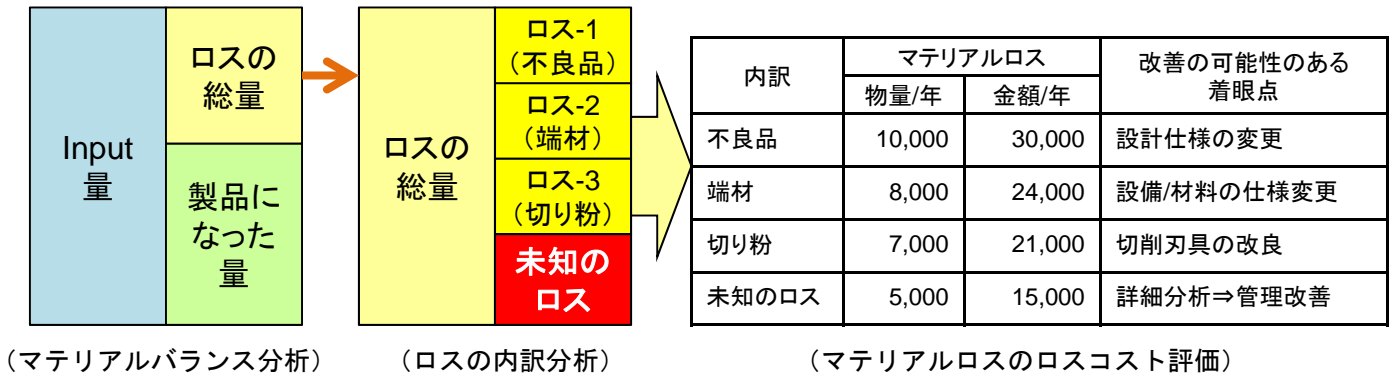 Input
量
ロスの
総量
製品に
なった
量
ロスの
総量
ロス-1
（不良品）
ロス-2
（端材）
ロス-3
（切り粉）
未知の
ロス
内訳
マテリアルロス
改善の可能性のある
着眼点
物量/年
金額/年
不良品 10,000 30,000 設計仕様の変更
端材 8,000 24,000 設備/材料の仕様変更
切り粉 7,000 21,000 切削刃具の改良
未知のロス 5,000 15,000 詳細分析⇒管理改善
（マテリアルバランス分析）
（ロスの内訳分析）
（マテリアルロスのロスコスト評価）